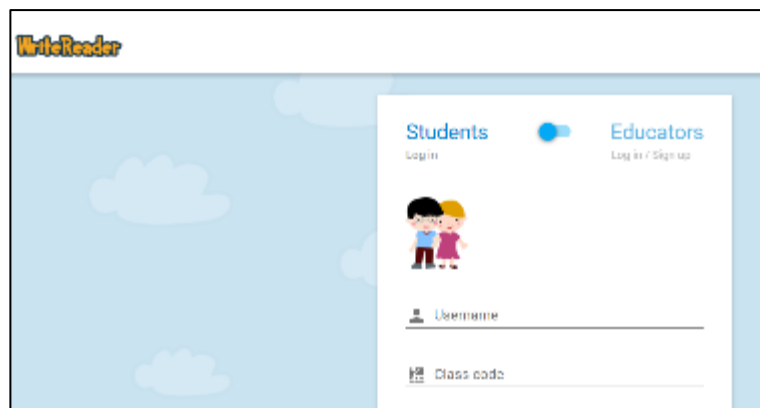 WriteReader
Students
Educators
Log in
Log in / Sign up
Username
Class code